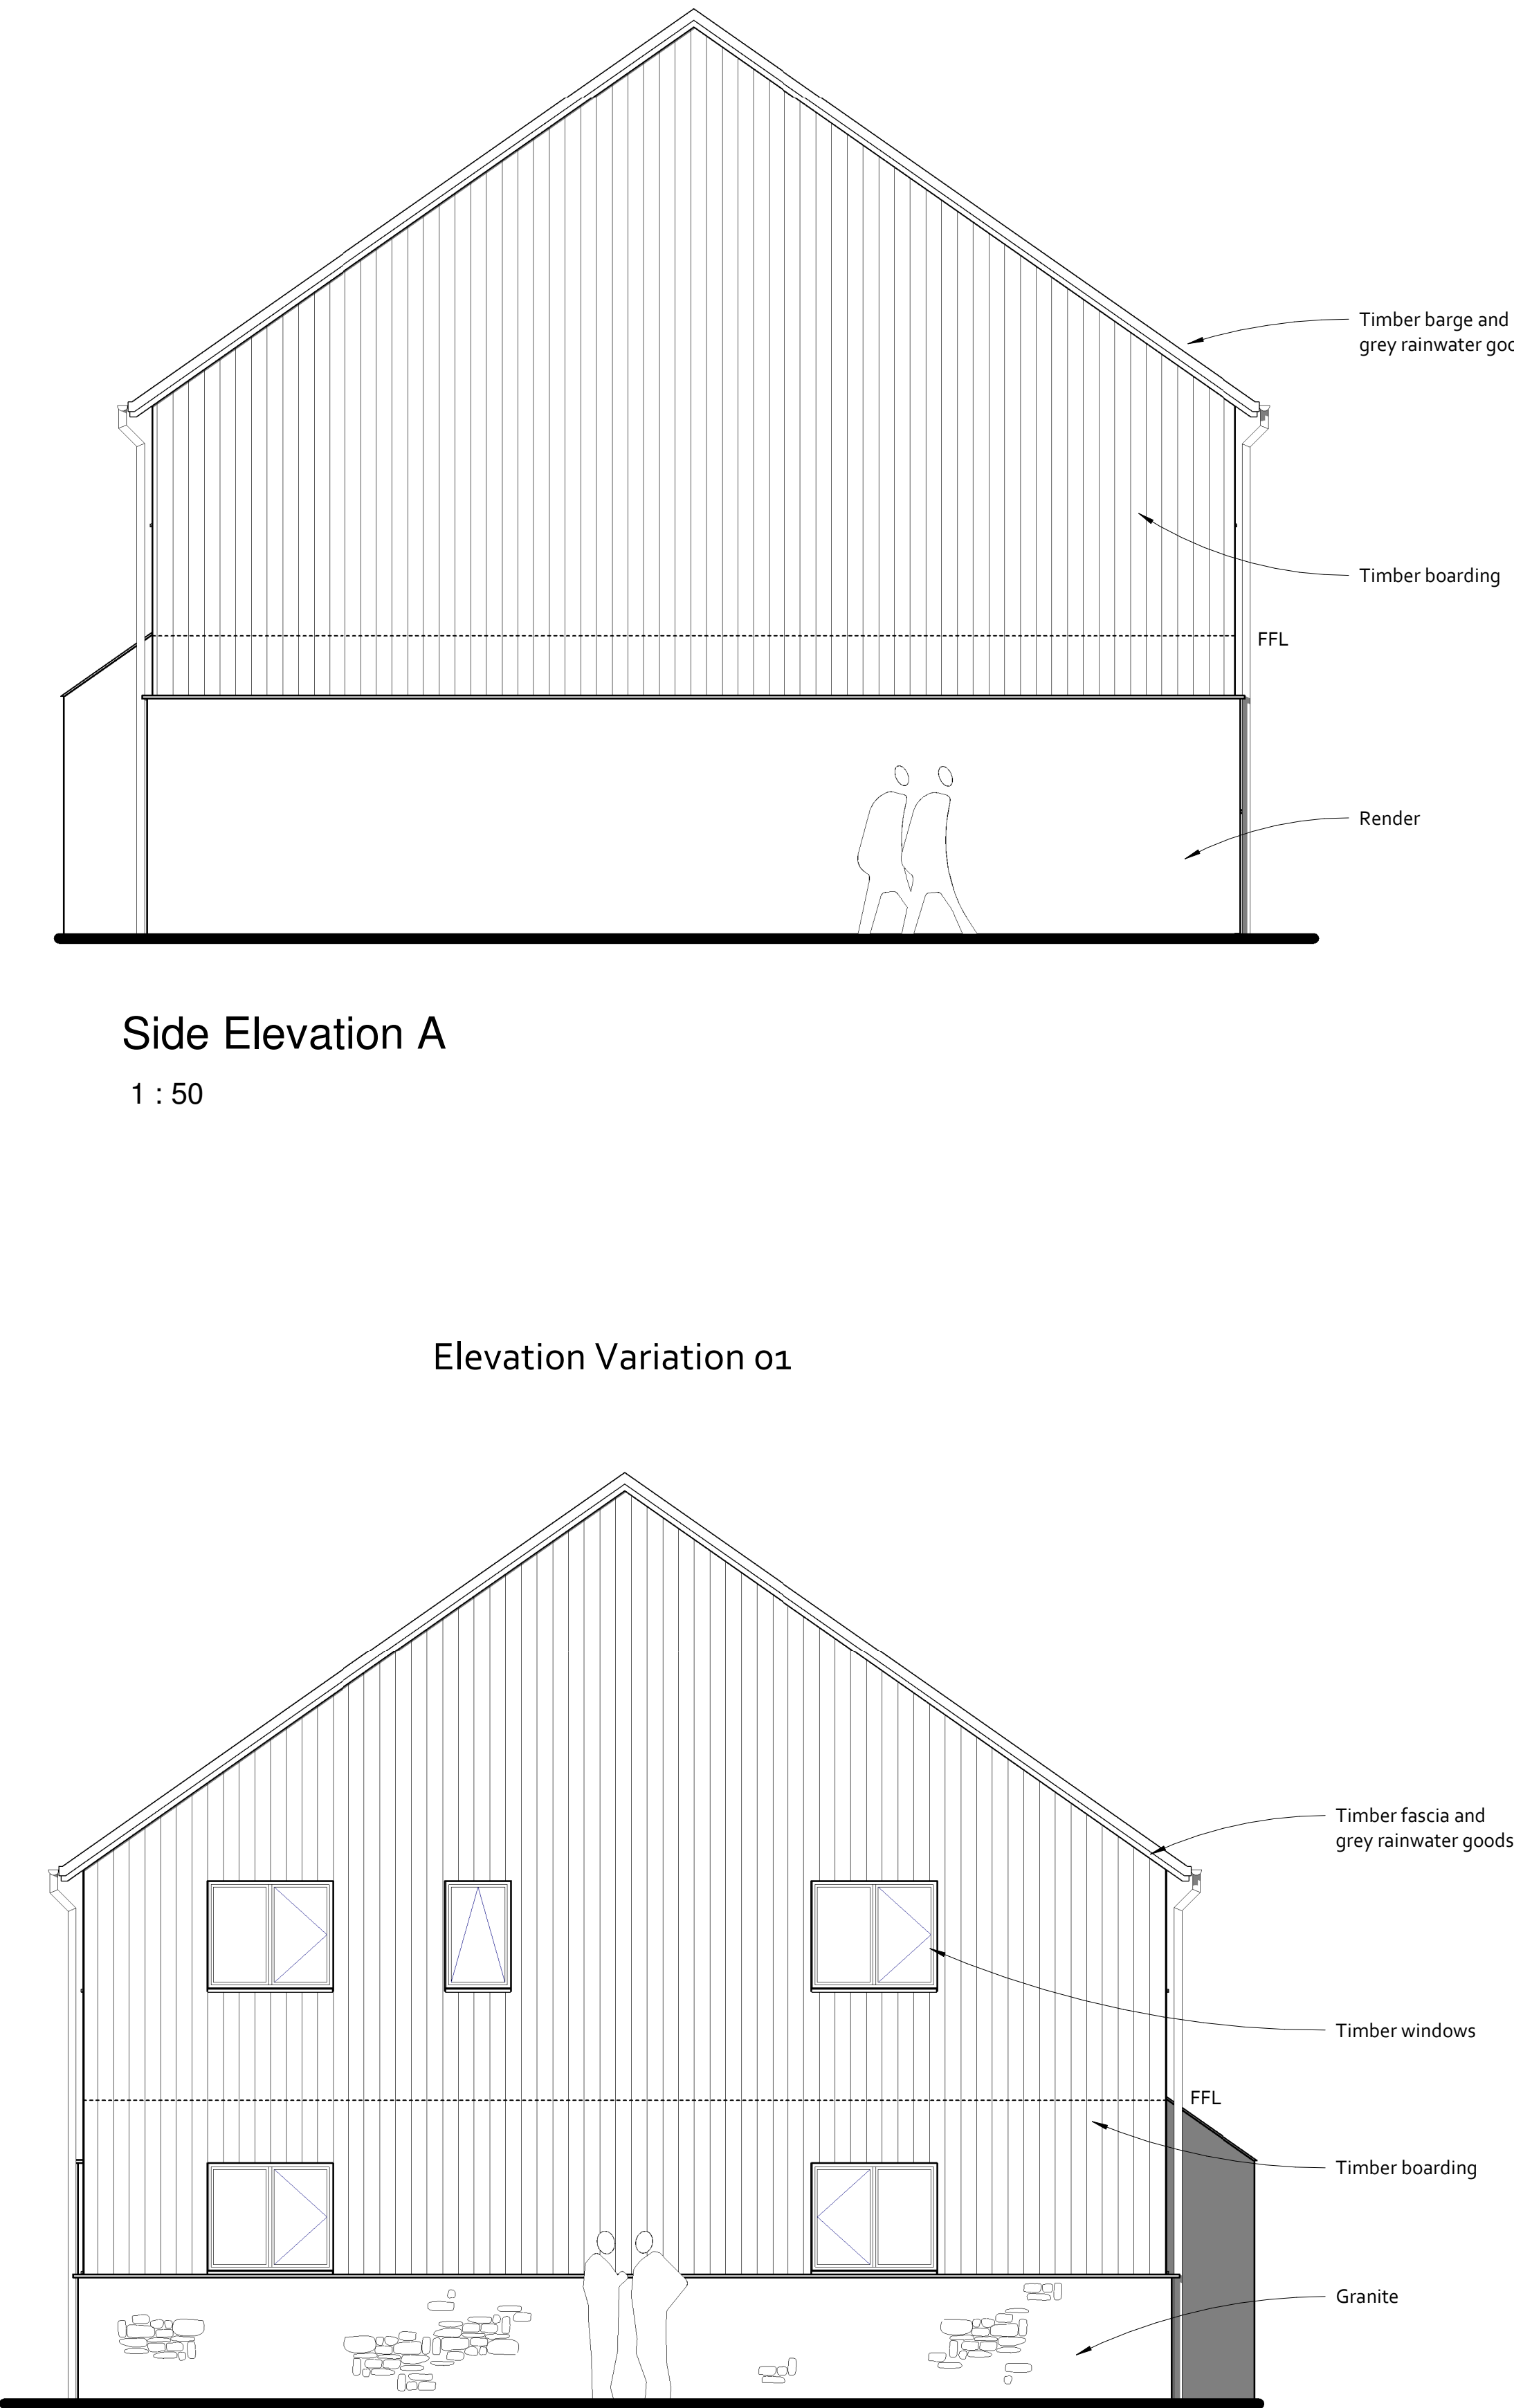 Timber barge and
grey rainwater
Timber boarding
FFL
Render
Side Elevation A
1 : 50
Elevation Variation 01
Timber fascia and
grey rainwater goods
Timber windows
FFL
Timber boarding
Granite